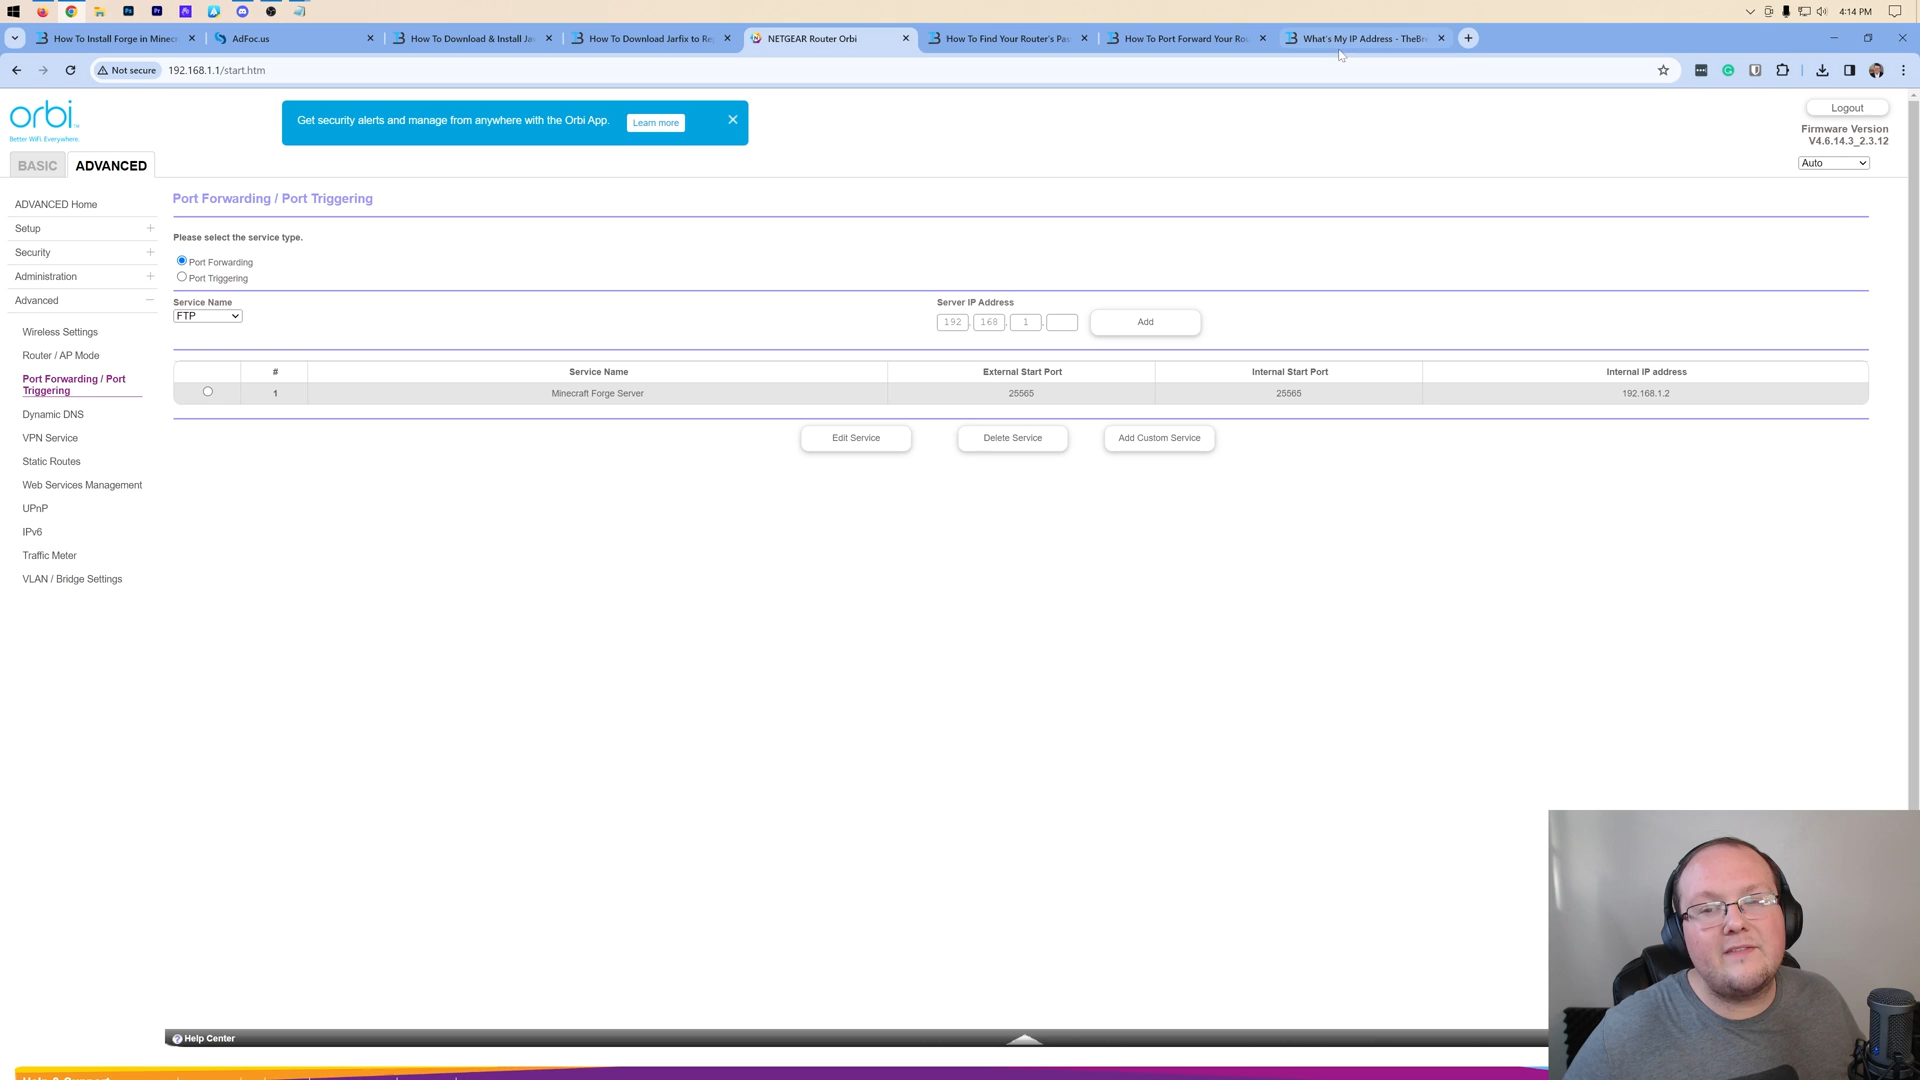 4:14 PM
How To Install Forge in Minec
AdFoc.us
How To Download & Install Ja
How To Download Jarfix to Re
NETGEAR Router Orbi
How To Find Your Router's Pas
How To Port Forward Your Ro
What's My IP Address - TheBr
Not secure
192.168.1.1/start.htm
orbi
Better WiFi. Everywhere.
Get security alerts and manage from anywhere with the Orbi App.
Learn more
Logout
Firmware Version
V4.6.14.3_2.3.12
Auto
BASIC
ADVANCED
ADVANCED Home
Setup
Security
Administration
Advanced
Wireless Settings
Router / AP Mode
Port Forwarding / Port
Triggering
Dynamic DNS
VPN Service
Static Routes
Web Services Management
UPnP
IPv6
Traffic Meter
VLAN / Bridge Settings
Port Forwarding / Port Triggering
Please select the service type.
Port Forwarding
Port Triggering
Service Name
FTP
Server IP Address
192 . 168 . 1 .
Add
# Service Name External Start Port Internal Start Port Internal IP address
1 Minecraft Forge Server 25565 25565 192.168.1.2
Edit Service
Delete Service
Add Custom Service
Help Center